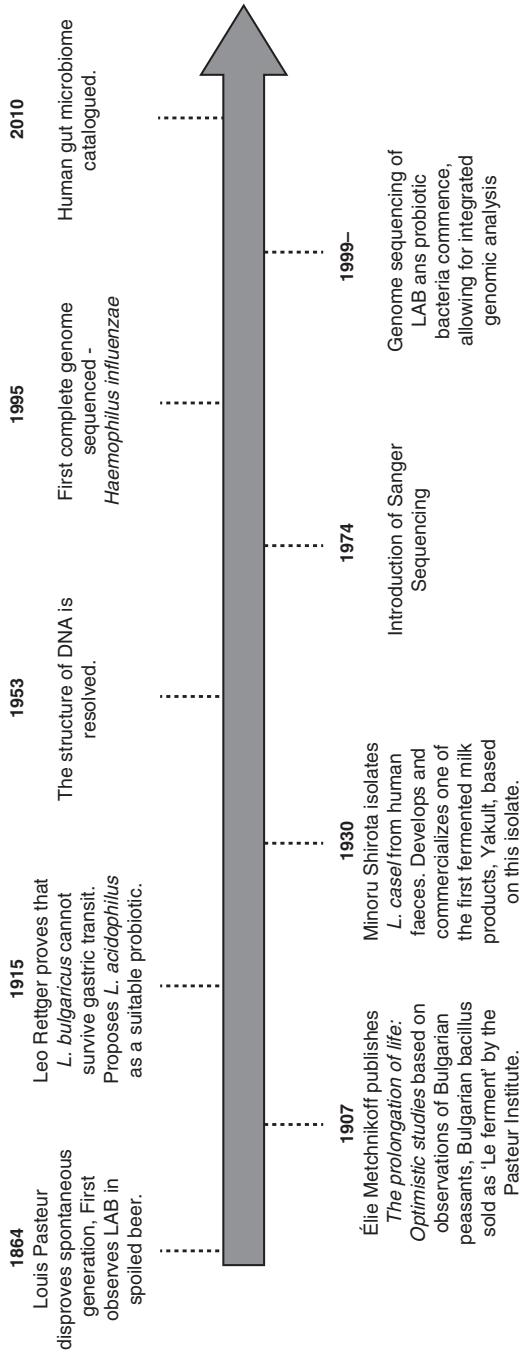 1864
Louis Pasteur
disproves spontaneous
generation, First
observes LAB in
spoiled beer.
1907
Élie Metchnikoff publishes
The prolongation of life:
Optimistic studies based on
observations of Bulgarian
peasants, Bulgarian bacillus
sold as ‘Le ferment’ by the
Pasteur Institute.
1915
Leo Rettger proves that
L. bulgaricus cannot
survive gastric transit.
Proposes L. acidophilus
as a suitable probiotic.
1930
Minoru Shirota isolates
L. casel from human
faeces. Develops and
commercializes one of
the first fermented milk
products, Yakult, based
on this isolate.
1953
The structure of DNA is
resolved.
1974
Introduction of Sanger
Sequencing
1995
First complete genome
sequenced -
Haemophilus influenzae
1999–
Genome sequencing of
LAB ans probiotic
bacteria commence,
allowing for integrated
genomic analysis
2010
Human gut microbiome
catalogued.